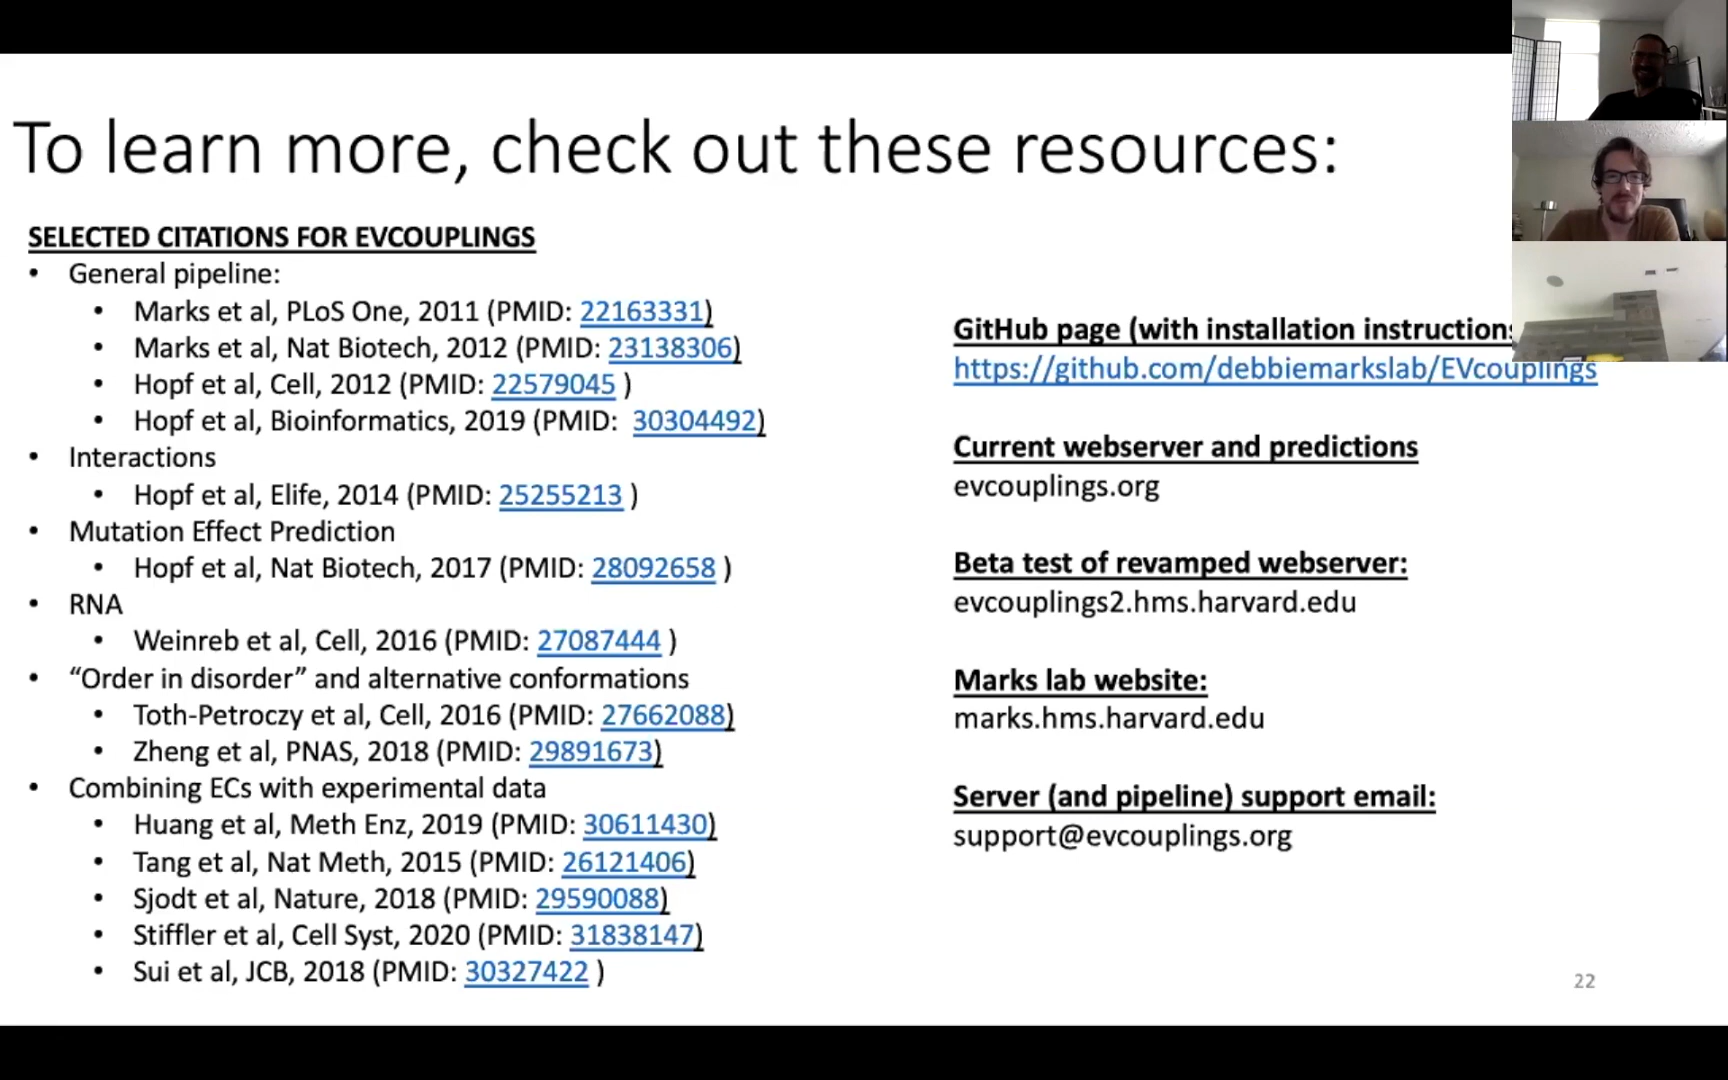 To learn more, check out these resources:
SELECTED CITATIONS FOR EVCOUPLINGS
• General pipeline:
• Marks et al, PLoS One, 2011 (PMID: 22163331)
• Marks et al, Nat Biotech, 2012 (PMID: 23138306)
• Hopf et al, Cell, 2012 (PMID: 22579045 )
• Hopf et al, Bioinformatics, 2019 (PMID:  30304492)
• Interactions
• Hopf et al, Elife, 2014 (PMID: 25255213 )
• Mutation Effect Prediction
• Hopf et al, Nat Biotech, 2017 (PMID: 28092658 )
• RNA
• Weinreb et al, Cell, 2016 (PMID: 27087444 )
• “Order in disorder” and alternative conformations
• Toth-Petroczy et al, Cell, 2016 (PMID: 27662088)
• Zheng et al, PNAS, 2018 (PMID: 29891673)
• Combining ECs with experimental data
• Huang et al, Meth Enz, 2019 (PMID: 30611430)
• Tang et al, Nat Meth, 2015 (PMID: 26121406)
• Sjodt et al, Nature, 2018 (PMID: 29590088)
• Stiffler et al, Cell Syst, 2020 (PMID: 31838147)
• Sui et al, JCB, 2018 (PMID: 30327422 )
GitHub page (with installation instructions
https://github.com/debbiemarkslab/EVcouplings
Current webserver and predictions
evcouplings.org
Beta test of revamped webserver:
evcouplings2.hms.harvard.edu
Marks lab website:
marks.hms.harvard.edu
Server (and pipeline) support email:
support@evcouplings.org
22